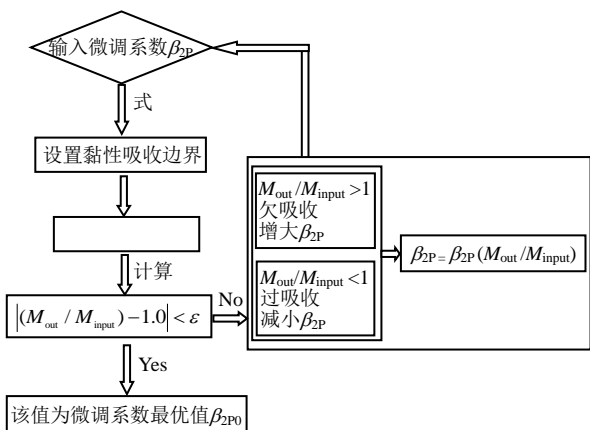 输入微调系数β2P
式
设置黏性吸收边界
计算
|(Mout / Minput)−1.0| < ε
No
Yes
该值为微调系数最优值β2P0
Mout/Minput >1
欠吸收
增大β2P
Mout/Minput <1
过吸收
减小β2P
β2P = β2P (Mout/Minput)